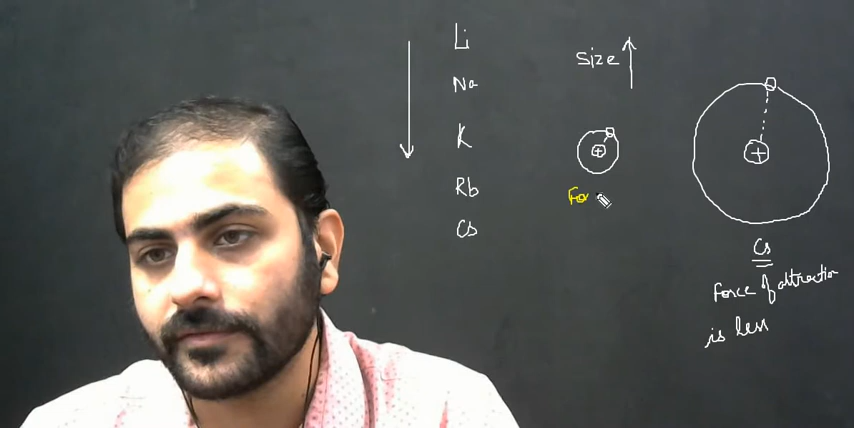 Li
Na
K
Rb
Cs
Size
+
For
+
Cs
Force of attraction
is less